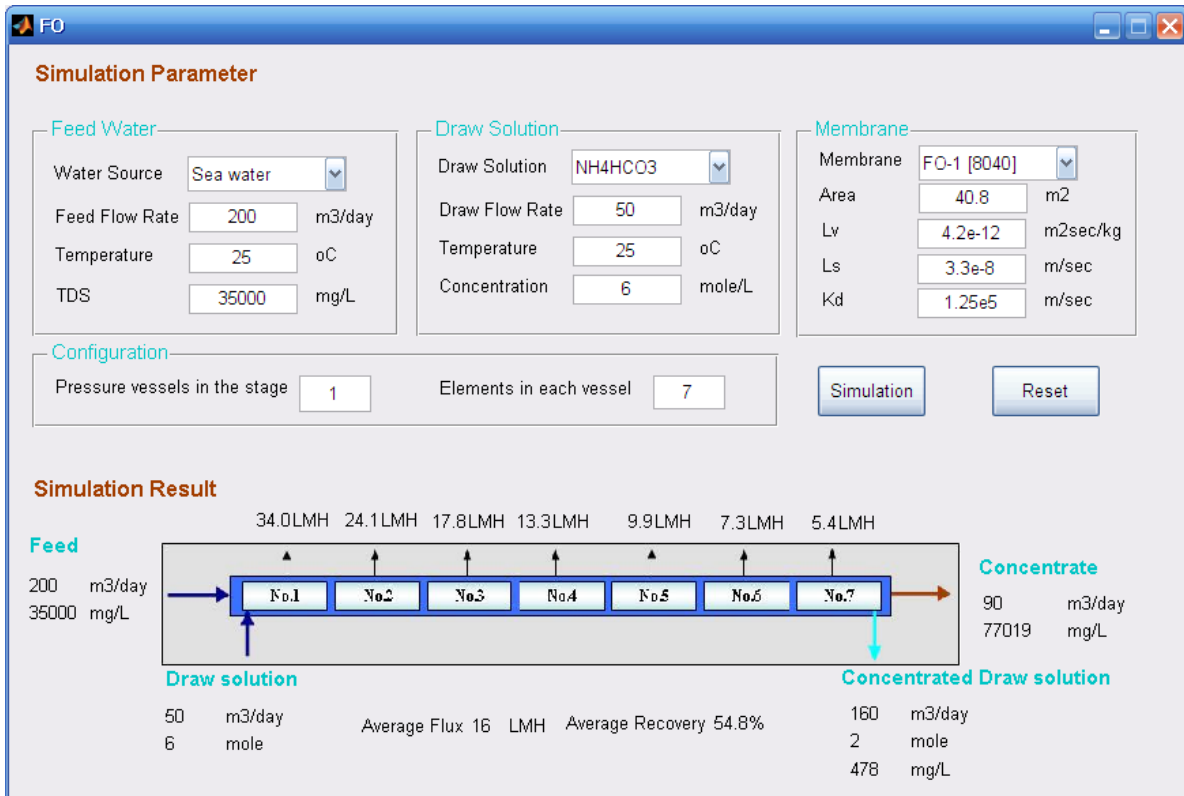 FO
Simulation Parameter
Feed Water
Water Source Sea water
Feed Flow Rate 200 m3/day
Temperature 25 oC
TDS 35000 mg/L
Draw Solution
Draw Solution NH4HCO3
Draw Flow Rate 50 m3/day
Temperature 25 oC
Concentration 6 mole/L
Membrane
Membrane FO-1 [8040]
Area 40.8 m2
Lv 4.2e-12 m2sec/kg
Ls 3.3e-8 m/sec
Kd 1.25e5 m/sec
Configuration
Pressure vessels in the stage 1 Elements in each vessel 7
Simulation Reset
Simulation Result
34.0LMH 24.1LMH 17.8LMH 13.3LMH 9.9LMH 7.3LMH 5.4LMH
Feed
200 m3/day
35000 mg/L
No.1 No.2 No.3 No.4 No.5 No.6 No.7
Concentrate
90 m3/day
77019 mg/L
Draw solution
50 m3/day
6 mole
Average Flux 16 LMH Average Recovery 54.8%
Concentrated Draw solution
160 m3/day
2 mole
478 mg/L